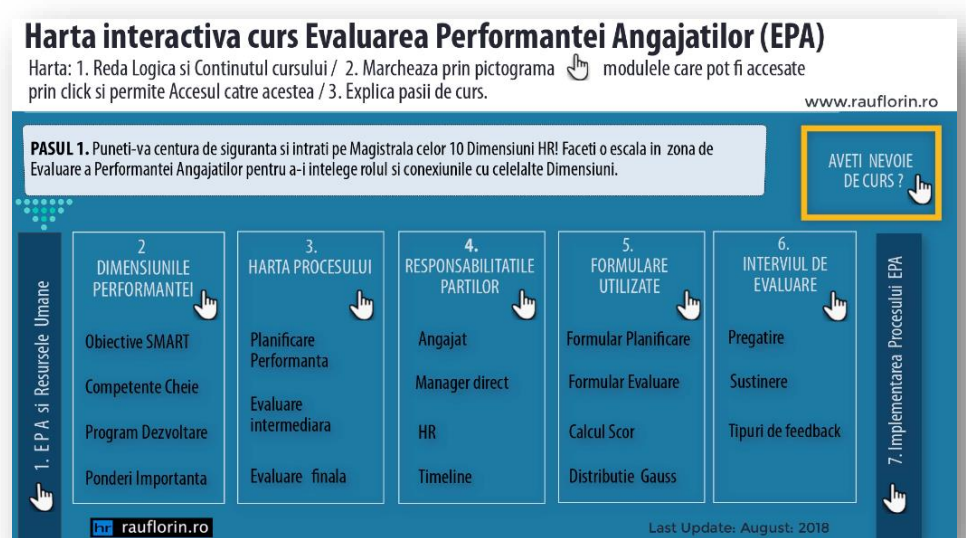 Harta interactiva curs Evaluarea Performantei Angajatilor (EPA)
Harta: 1. Reda Logica si Continutul cursului / 2. Marcheaza prin pictograma modulele care pot fi accesate
prin click si permite Accesul catre acestea / 3. Explica pasii de curs.
www.rauflorin.ro
PASUL 1. Puneti-va centura de siguranta si intrati pe Magistrala celor 10 Dimensiuni HR! Faceti o escala in zona de
Evaluare a Performantei Angajatilor pentru a-i intelege rolul si conexiunile cu celelalte Dimensiuni.
AVETI NEVOIE
DE CURS ?
1. E P A si Resursele Umane
2
DIMENSIUNILE
PERFORMANTEI
Obiective SMART
Competente Cheie
Program Dezvoltare
Ponderi Importanta
3.
HARTA PROCESULUI
Planificare
Performanta
Evaluare
intermediara
Evaluare finala
4.
RESPONSABILITATILE
PARTILOR
Angajat
Manager direct
HR
Timeline
5.
FORMULARE
UTILIZATE
Formular Planificare
Formular Evaluare
Calcul Scor
Distributie Gauss
6.
INTERVIUL DE
EVALUARE
Pregatire
Sustinere
Tipuri de feedback
7. Implementarea Procesului EPA
hr rauflorin.ro
Last Update: August: 2018